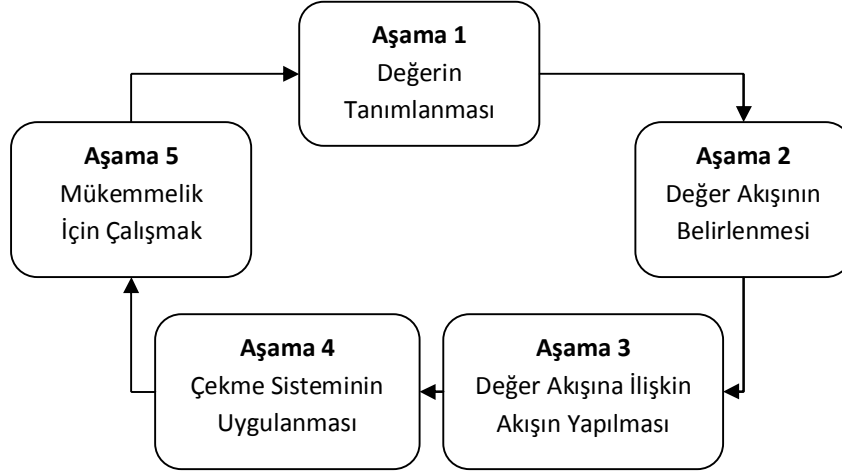 Aşama 1
Değerin
Tanımlanması
Aşama 2
Değer Akışının
Belirlenmesi
Aşama 3
Değer Akışına İlişkin
Akışın Yapılması
Aşama 4
Çekme Sisteminin
Uygulanması
Aşama 5
Mükemmelik
İçin Çalışmak